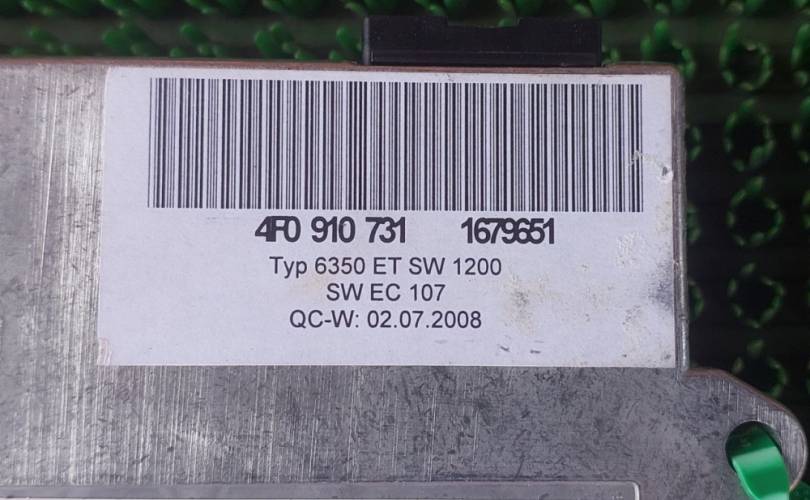 4F0 910 731 1679651
Typ 6350 ET SW 1200
SW EC 107
QC-W: 02.07.2008